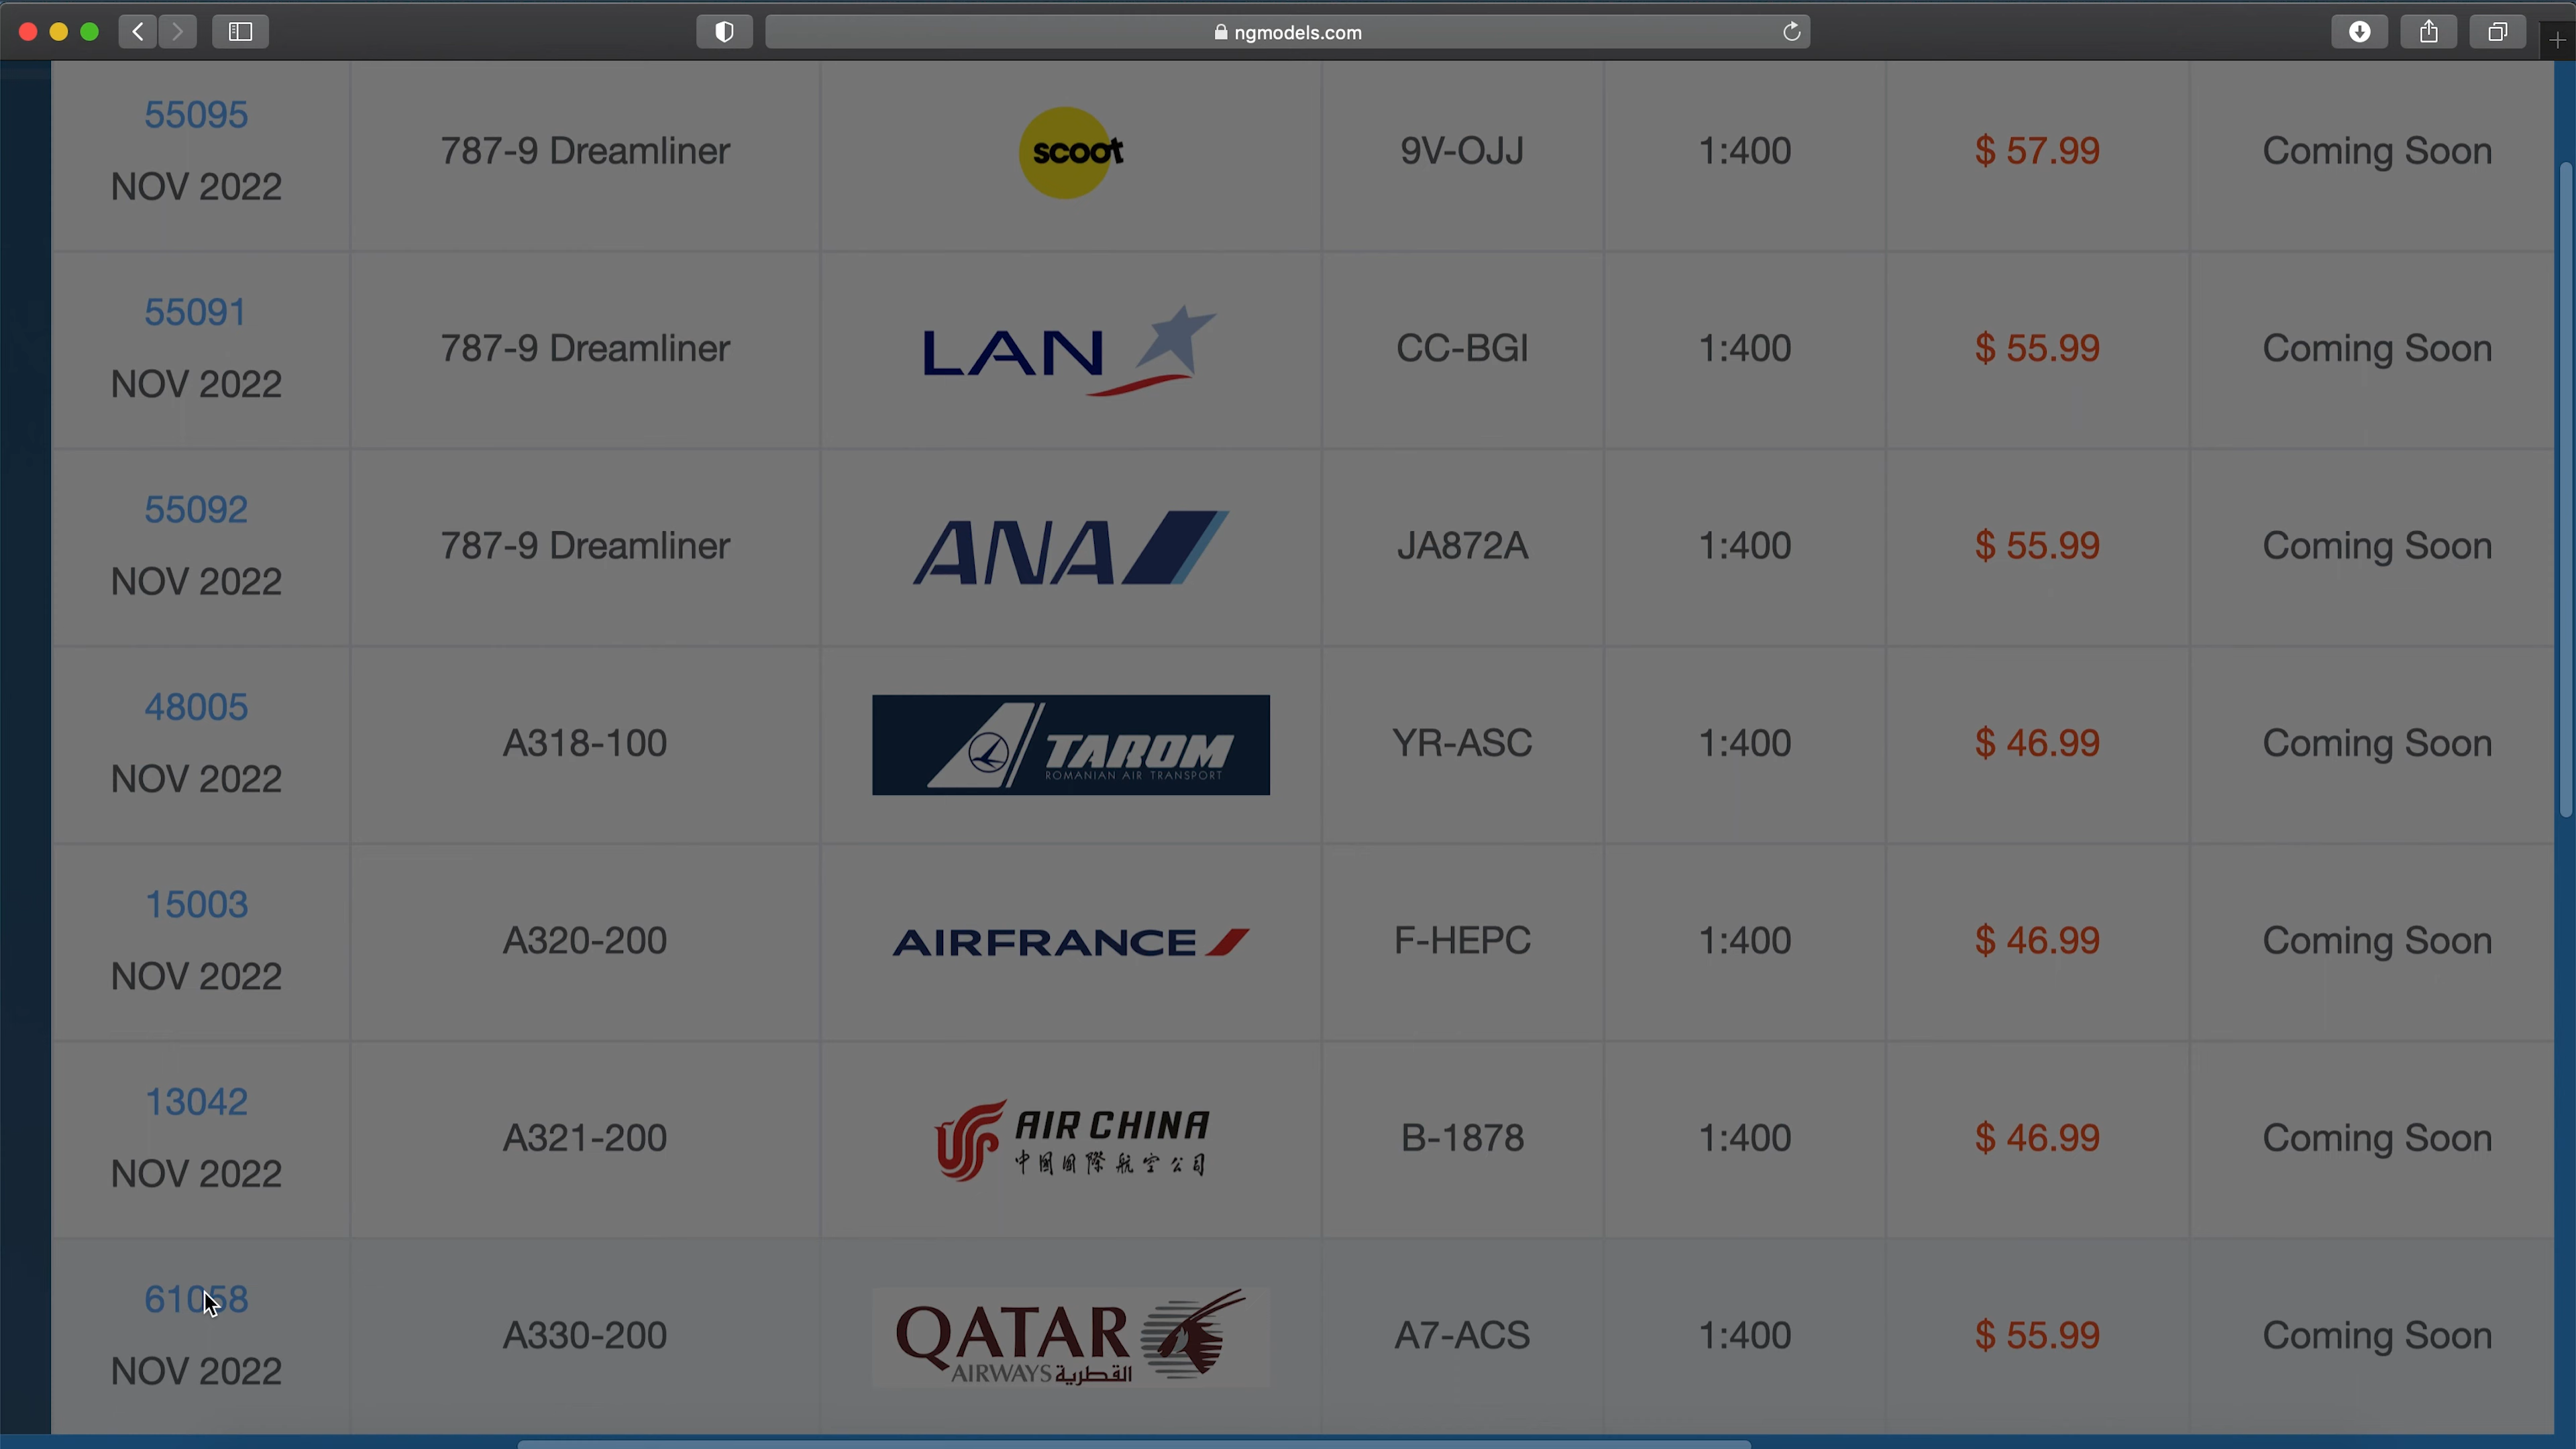 ngmodels.com
55095
NOV 2022
787-9 Dreamliner
scoot
9V-OJJ
1:400
$ 57.99
Coming Soon
55091
NOV 2022
787-9 Dreamliner
LAN
CC-BGI
1:400
$ 55.99
Coming Soon
55092
NOV 2022
787-9 Dreamliner
ANA
JA872A
1:400
$ 55.99
Coming Soon
48005
NOV 2022
A318-100
TAROM
ROMANIAN AIR TRANSPORT
YR-ASC
1:400
$ 46.99
Coming Soon
15003
NOV 2022
A320-200
AIRFRANCE
F-HEPC
1:400
$ 46.99
Coming Soon
13042
NOV 2022
A321-200
AIR CHINA
中國國際航空公司
B-1878
1:400
$ 46.99
Coming Soon
61058
NOV 2022
A330-200
QATAR
AIRWAYS القطرية
A7-ACS
1:400
$ 55.99
Coming Soon